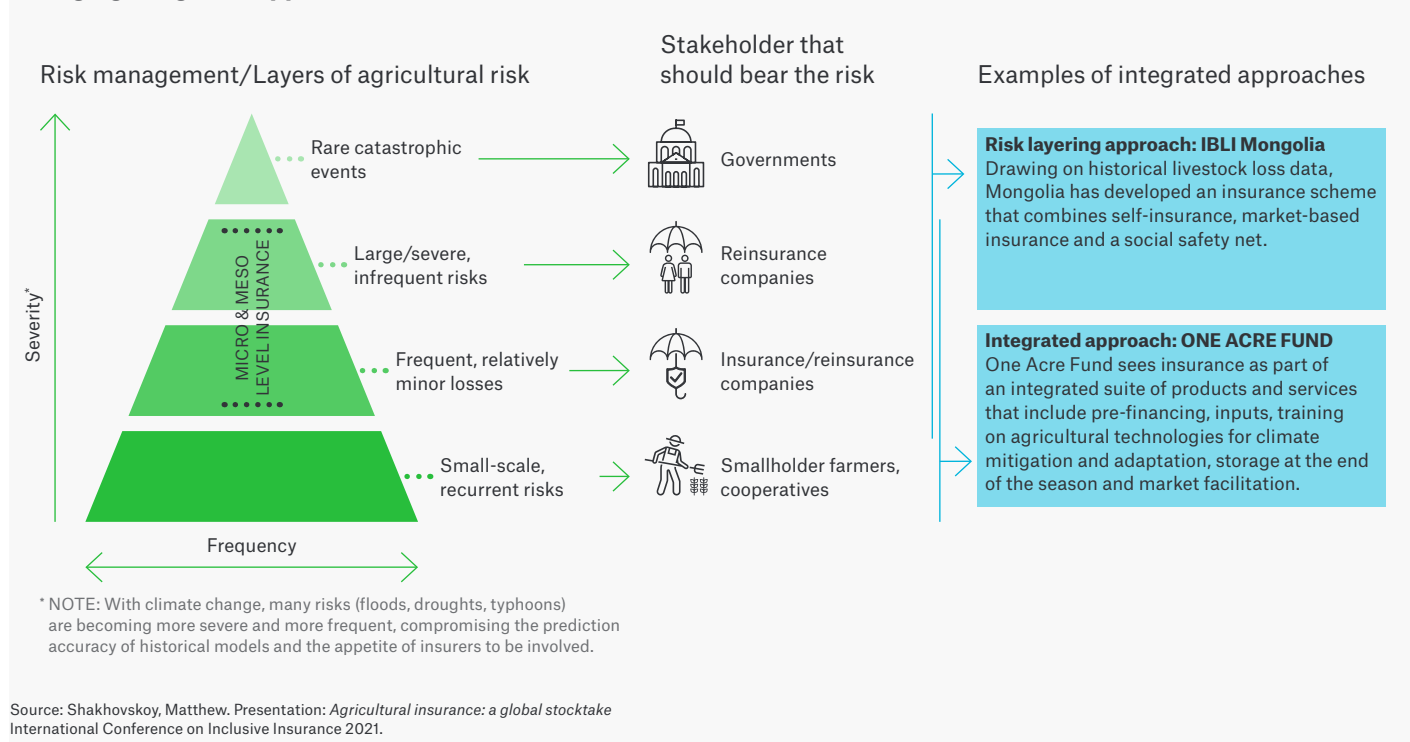 Risk management/Layers of agricultural risk
Stakeholder that
should bear the risk
Examples of integrated approaches
Severity*
MICRO & MESO
LEVEL INSURANCE
Rare catastrophic
events
Governments
Large/severe,
infrequent risks
Reinsurance
companies
Frequent, relatively
minor losses
Insurance/reinsurance
companies
Small-scale,
recurrent risks
Smallholder farmers,
cooperatives
Frequency
Risk layering approach: IBLI Mongolia
Drawing on historical livestock loss data,
Mongolia has developed an insurance scheme
that combines self-insurance, market-based
insurance and a social safety net.
Integrated approach: ONE ACRE FUND
One Acre Fund sees insurance as part of
an integrated suite of products and services
that include pre-financing, inputs, training
on agricultural technologies for climate
mitigation and adaptation, storage at the end
of the season and market facilitation.
* NOTE: With climate change, many risks (floods, droughts, typhoons)
are becoming more severe and more frequent, compromising the prediction
accuracy of historical models and the appetite of insurers to be involved.
Source: Shakhovskoy, Matthew. Presentation: Agricultural insurance: a global stocktake
International Conference on Inclusive Insurance 2021.